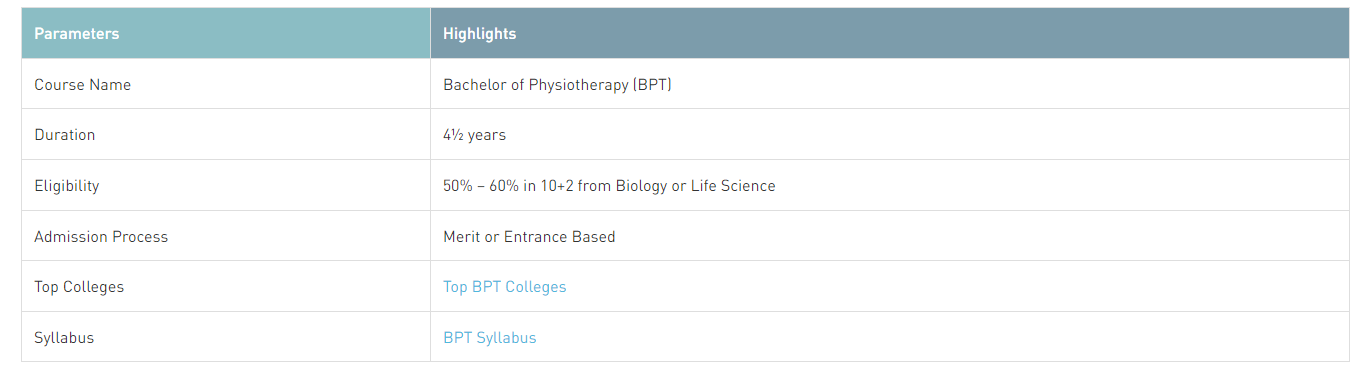 Parameters Highlights
Course Name Bachelor of Physiotherapy (BPT)
Duration 4½ years
Eligibility 50% – 60% in 10+2 from Biology or Life Science
Admission Process Merit or Entrance Based
Top Colleges Top BPT Colleges
Syllabus BPT Syllabus